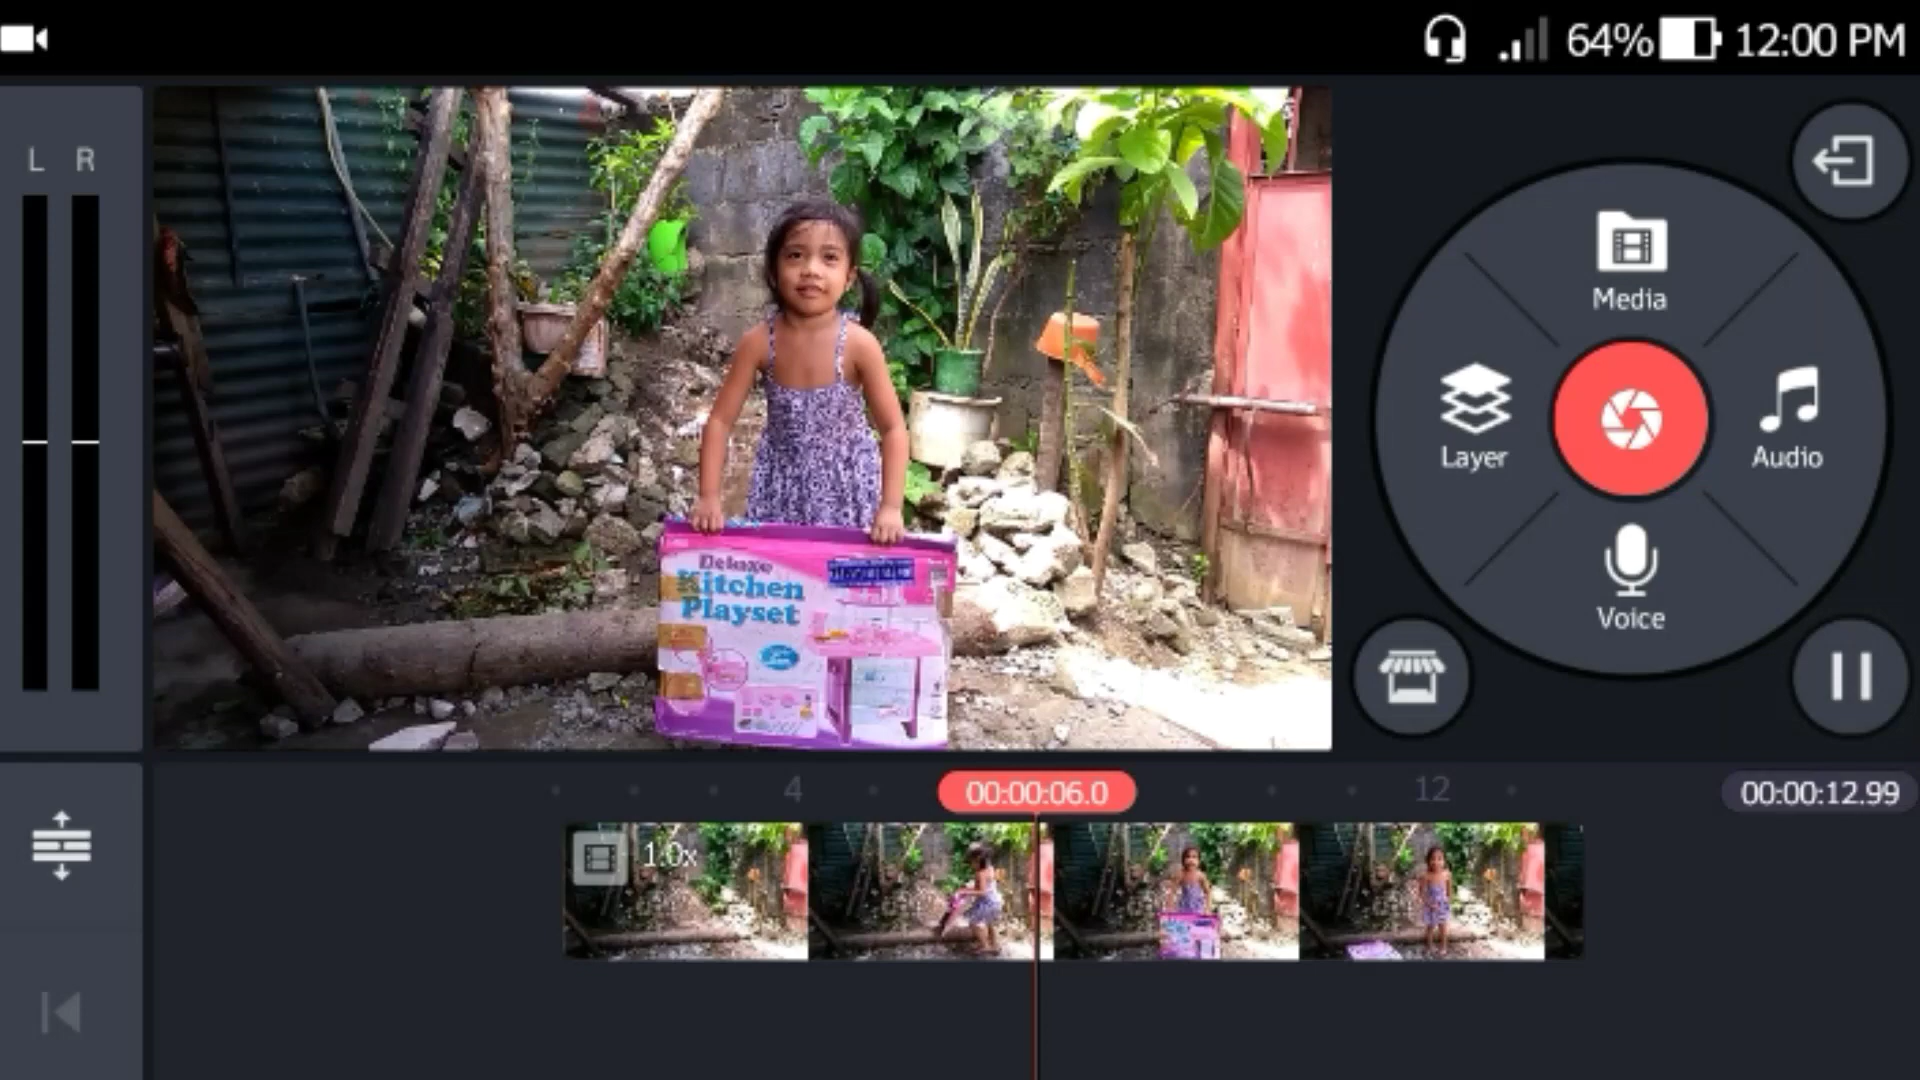 64% 12:00 PM
L R
Media
Layer
Audio
Voice
Deluxe
Kitchen
Playset
4
00:00:06.0
12
00:00:12.99
1.0x